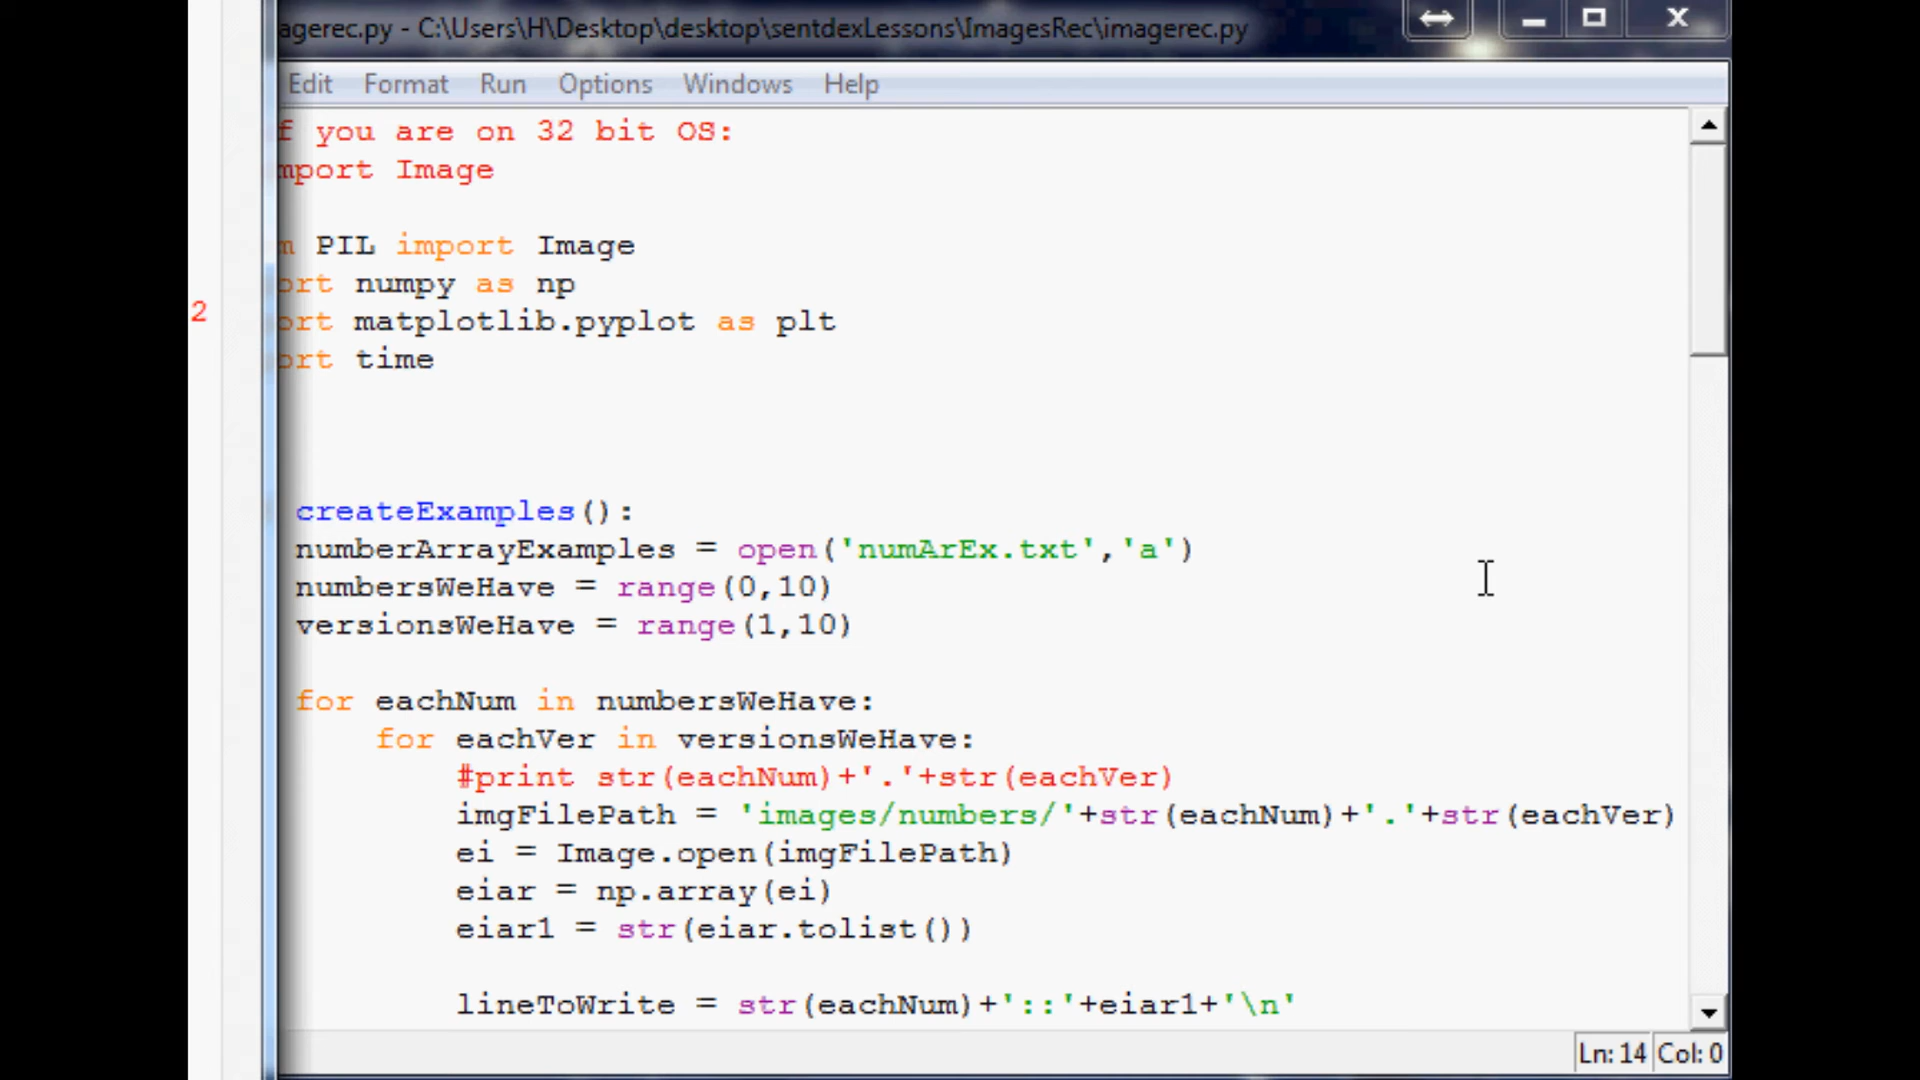 agerec.py - C:\Users\H\Desktop\desktop\sentdexLessons\ImagesRec\imagerec.py
Edit Format Run Options Windows Help
f you are on 32 bit OS:
mport Image
m PIL import Image
ort numpy as np
2
ort matplotlib.pyplot as plt
ort time
createExamples():
numberArrayExamples = open('numArEx.txt','a')
numbersWeHave = range(0,10)
versionsWeHave = range(1,10)
for eachNum in numbersWeHave:
for eachVer in versionsWeHave:
#print str(eachNum)+'.'+str(eachVer)
imgFilePath = 'images/numbers/'+str(eachNum)+'.'+str(eachVer)
ei = Image.open(imgFilePath)
eiar = np.array(ei)
eiar1 = str(eiar.tolist())
lineToWrite = str(eachNum)+'::'+eiar1+'\n'
Ln: 14 Col: 0